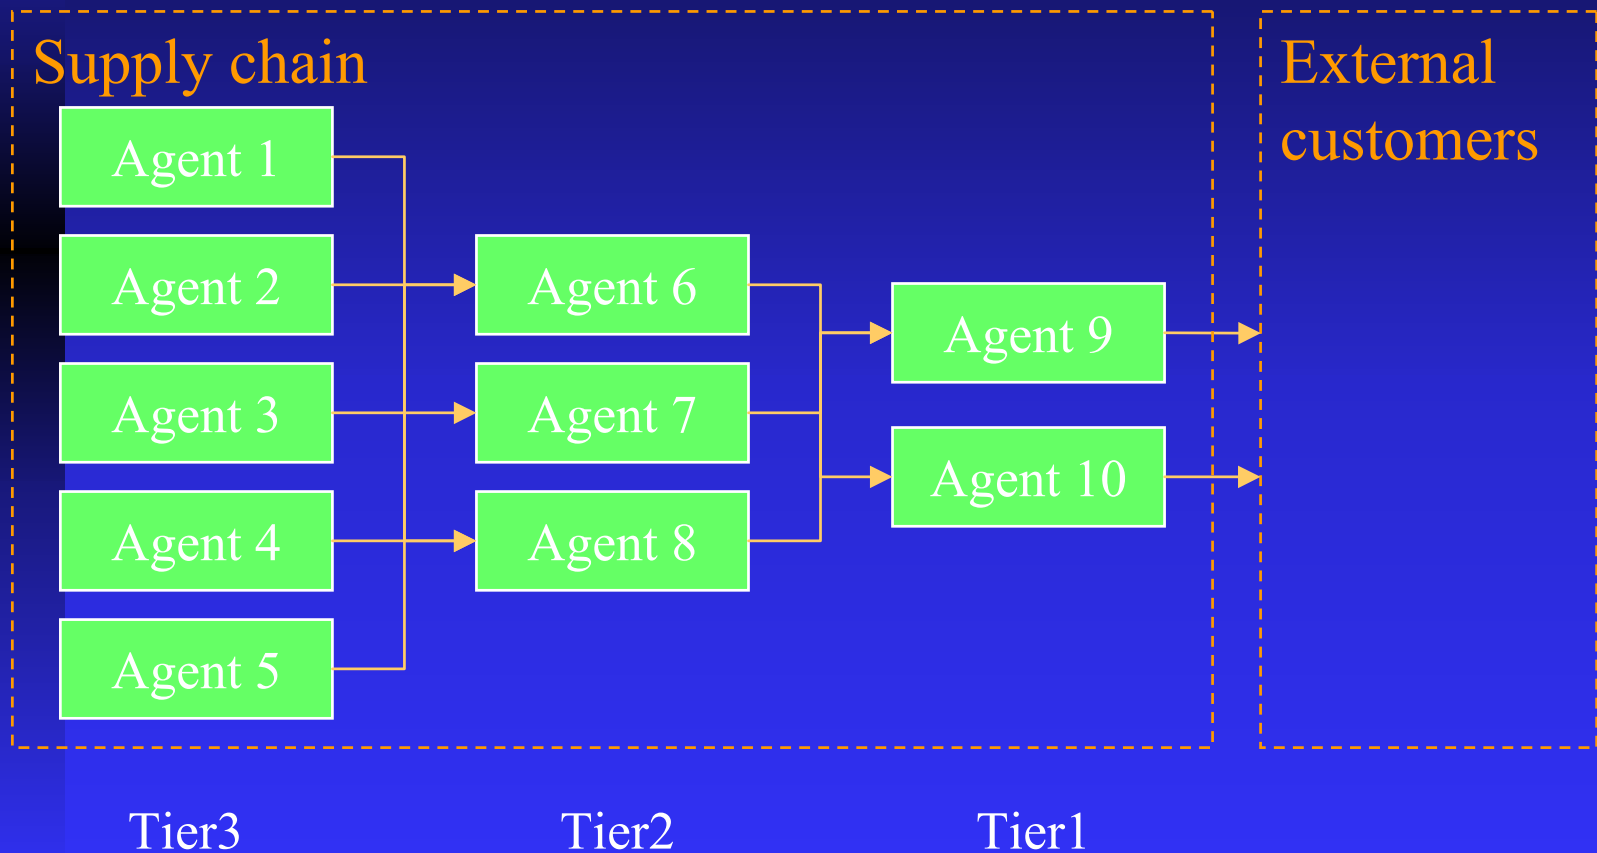 Supply chain
External
customers
Agent 1
Agent 2
Agent 6
Agent 9
Agent 3
Agent 7
Agent 10
Agent 4
Agent 8
Agent 5
Tier3
Tier2
Tier1